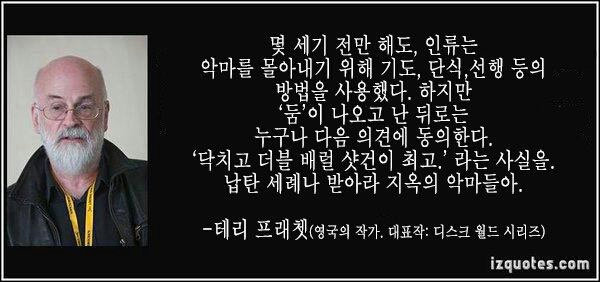 몇 세기 전만 해도, 인류는
악마를 몰아내기 위해 기도, 단식,선행 등의
방법을 사용했다. 하지만
‘둠’이 나오고 난 뒤로는
누구나 다음 의견에 동의한다.
‘닥치고 더블 배럴 샷건이 최고.’ 라는 사실을.
납탄 세례나 받아라 지옥의 악마들아.
-테리 프래쳇(영국의 작가. 대표작: 디스크 월드 시리즈)
izquotes.com